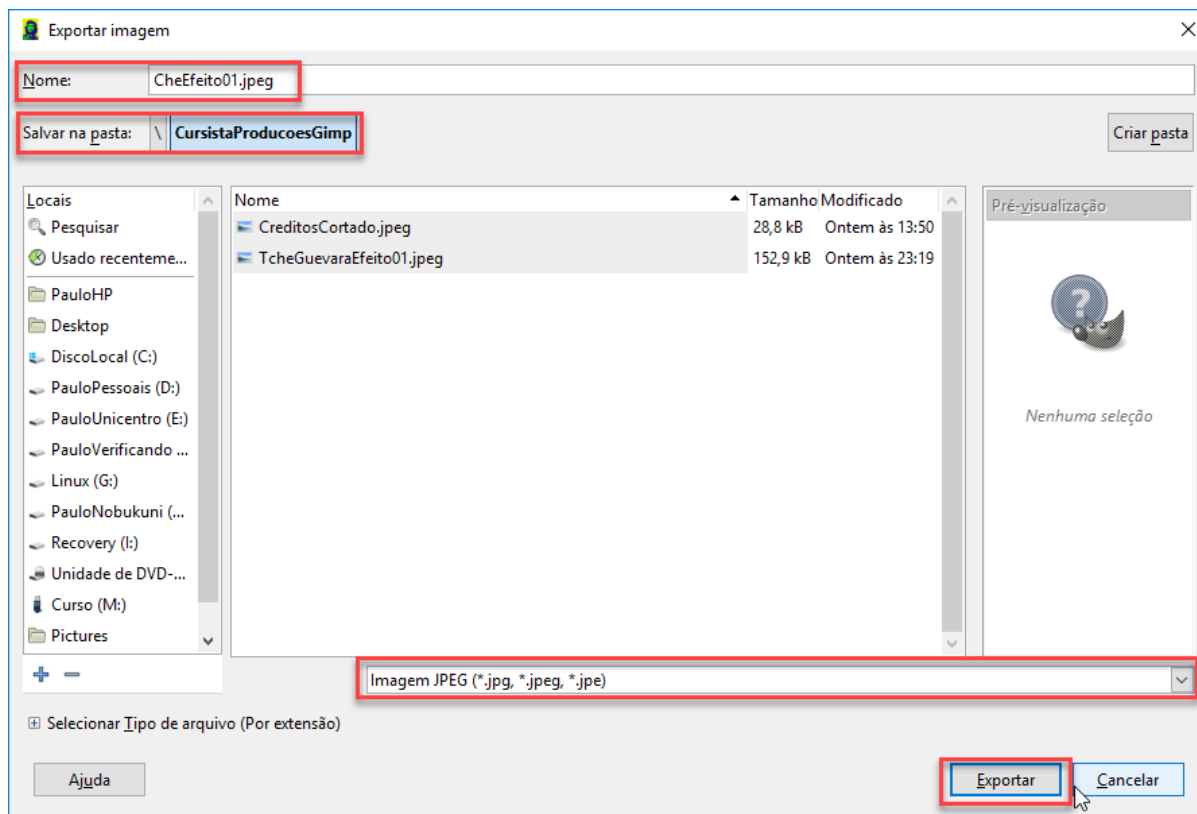 Exportar imagem
Nome: CheEfeito01.jpeg
Salvar na pasta: \ CursistaProducoesGimp Criar pasta
Locais Nome Tamanho Modificado Pré-visualização
Pesquisar CreditosCortado.jpeg 28,8 kB Ontem às 13:50
Usado recenteme... TcheGuevaraEfeito01.jpeg 152,9 kB Ontem às 23:19
PauloHP
Desktop
DiscoLocal (C:)
PauloPessoais (D:)
PauloUnicentro (E:) Nenhuma seleção
PauloVerificando ...
Linux (G:)
PauloNobukuni (...
Recovery (I:)
Unidade de DVD-...
Curso (M:)
Pictures
Imagem JPEG (*.jpg, *.jpeg, *.jpe)
Selecionar Tipo de arquivo (Por extensão)
Ajuda Exportar Cancelar